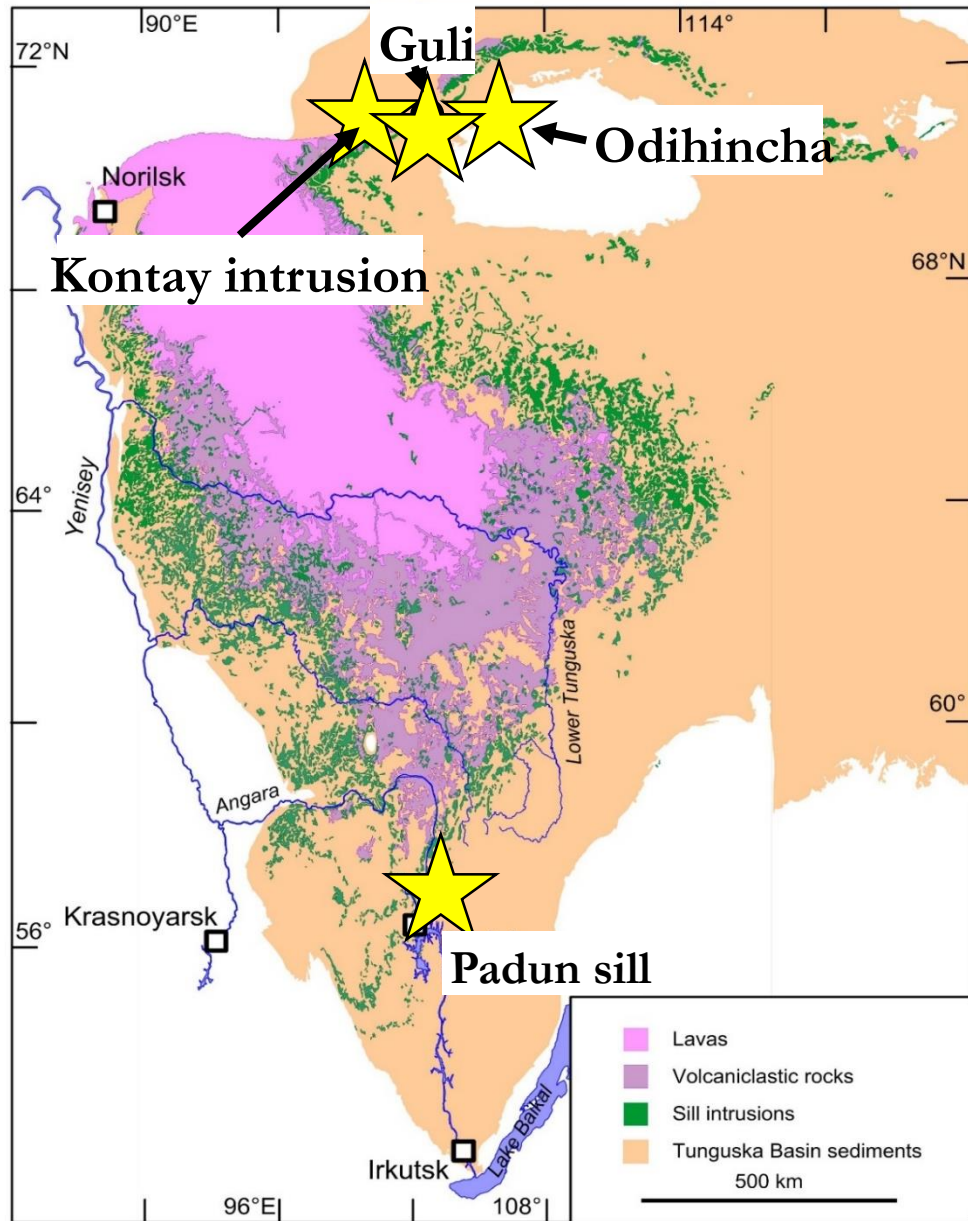 90°E
114°
72°N
Guli
Odihincha
Norilsk
68°N
Kontay intrusion
Yenisey
64°
Lower Tunguska
60°
Angara
Krasnoyarsk
56°
Padun sill
Lavas
Volcaniclastic rocks
Sill intrusions
Tunguska Basin sediments
500 km
Lake Baikal
Irkutsk
96°E
108°